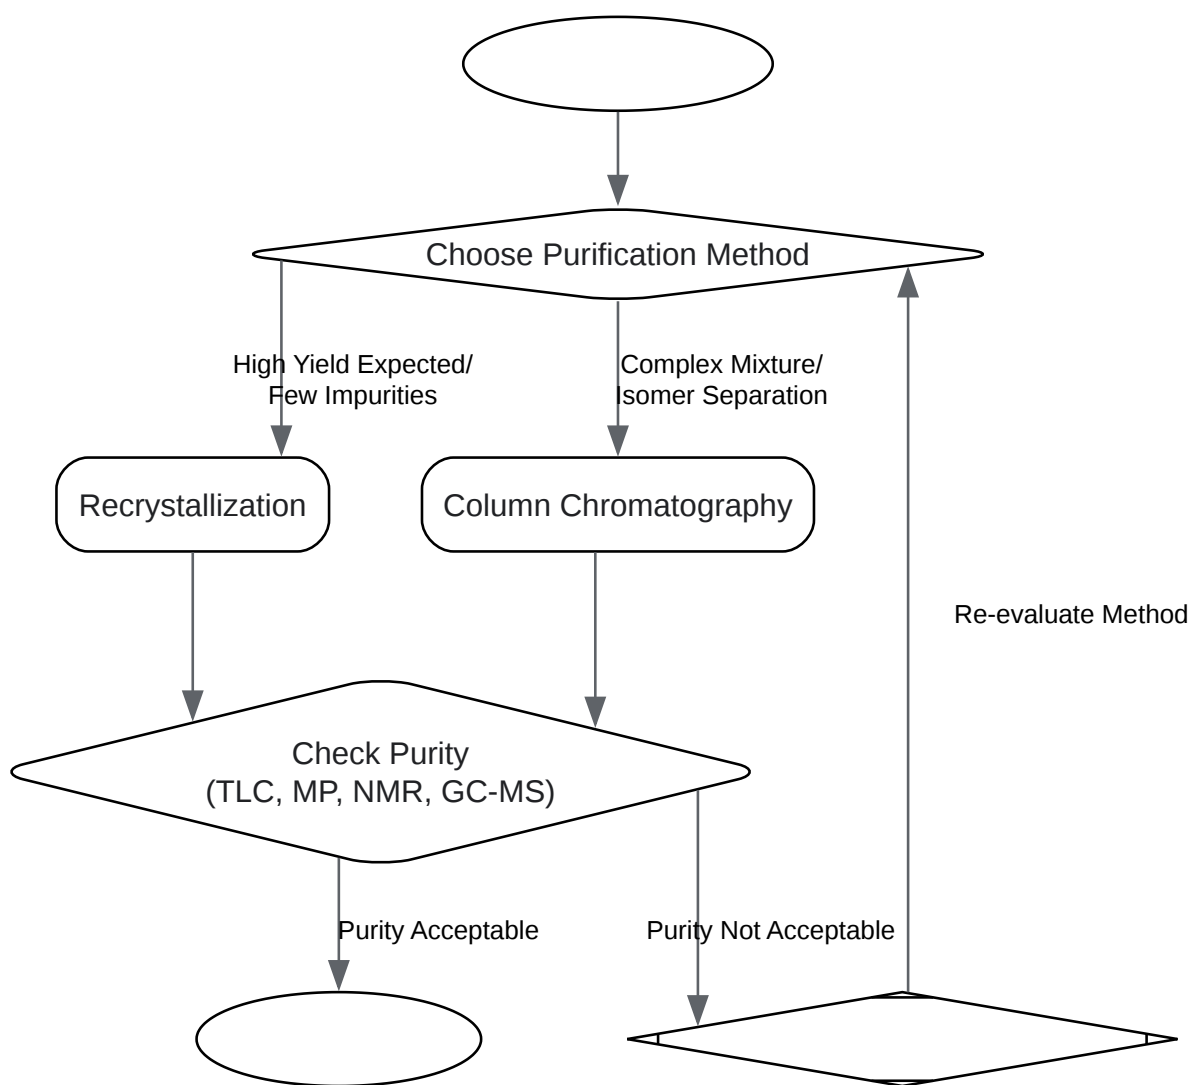 Choose Purification Method
High Yield Expected/
Few Impurities
Complex Mixture/
Isomer Separation
Recrystallization
Column Chromatography
Re-evaluate Method
Check Purity
(TLC, MP, NMR, GC-MS)
Purity Acceptable
Purity Not Acceptable